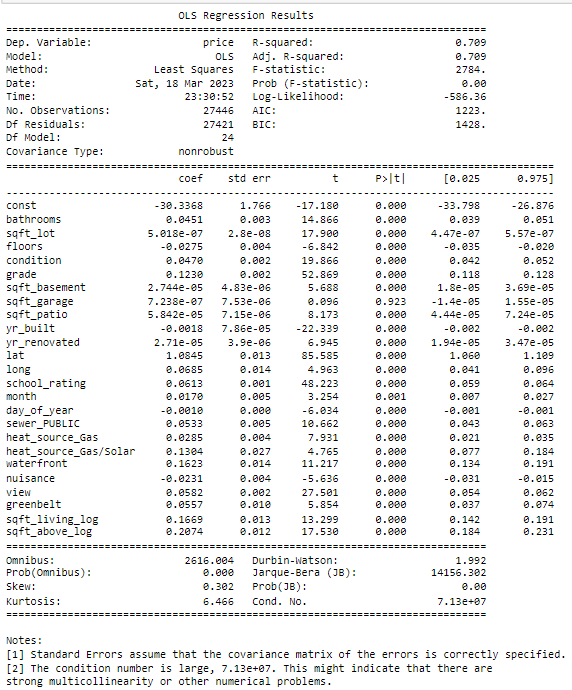 OLS Regression Results
==============================================================================
Dep. Variable: price R-squared: 0.709
Model: OLS Adj. R-squared: 0.709
Method: Least Squares F-statistic: 2784.
Date: Sat, 18 Mar 2023 Prob (F-statistic): 0.00
Time: 23:30:52 Log-Likelihood: -586.36
No. Observations: 27446 AIC: 1223.
Df Residuals: 27421 BIC: 1428.
Df Model: 24
Covariance Type: nonrobust
==============================================================================
coef std err t P>|t| [0.025 0.975]
------------------------------------------------------------------------------
const -30.3368 1.766 -17.180 0.000 -33.798 -26.876
bathrooms 0.0451 0.003 14.866 0.000 0.039 0.051
sqft_lot 5.018e-07 2.8e-08 17.900 0.000 4.47e-07 5.57e-07
floors -0.0275 0.004 -6.842 0.000 -0.035 -0.020
condition 0.0470 0.002 19.866 0.000 0.042 0.052
grade 0.1230 0.002 52.869 0.000 0.118 0.128
sqft_basement 2.744e-05 4.83e-06 5.688 0.000 1.8e-05 3.69e-05
sqft_garage 7.238e-07 7.53e-06 0.096 0.923 -1.4e-05 1.55e-05
sqft_patio 5.842e-05 7.15e-06 8.173 0.000 4.44e-05 7.24e-05
yr_built -0.0018 7.86e-05 -22.339 0.000 -0.002 -0.002
yr_renovated 2.71e-05 3.9e-06 6.945 0.000 1.94e-05 3.47e-05
lat 1.0845 0.013 85.585 0.000 1.060 1.109
long 0.0685 0.014 4.963 0.000 0.041 0.096
school_rating 0.0613 0.001 48.223 0.000 0.059 0.064
month 0.0170 0.005 3.254 0.001 0.007 0.027
day_of_year -0.0010 0.000 -6.034 0.000 -0.001 -0.001
sewer_PUBLIC 0.0533 0.005 10.662 0.000 0.043 0.063
heat_source_Gas 0.0285 0.004 7.931 0.000 0.021 0.035
heat_source_Gas/Solar 0.1304 0.027 4.765 0.000 0.077 0.184
waterfront 0.1623 0.014 11.217 0.000 0.134 0.191
nuisance -0.0231 0.004 -5.636 0.000 -0.031 -0.015
view 0.0582 0.002 27.501 0.000 0.054 0.062
greenbelt 0.0557 0.010 5.854 0.000 0.037 0.074
sqft_living_log 0.1669 0.013 13.299 0.000 0.142 0.191
sqft_above_log 0.2074 0.012 17.530 0.000 0.184 0.231
==============================================================================
Omnibus: 2616.004 Durbin-Watson: 1.992
Prob(Omnibus): 0.000 Jarque-Bera (JB): 14156.302
Skew: 0.302 Prob(JB): 0.00
Kurtosis: 6.466 Cond. No. 7.13e+07
==============================================================================
Notes:
[1] Standard Errors assume that the covariance matrix of the errors is correctly specified.
[2] The condition number is large, 7.13e+07. This might indicate that there are
strong multicollinearity or other numerical problems.